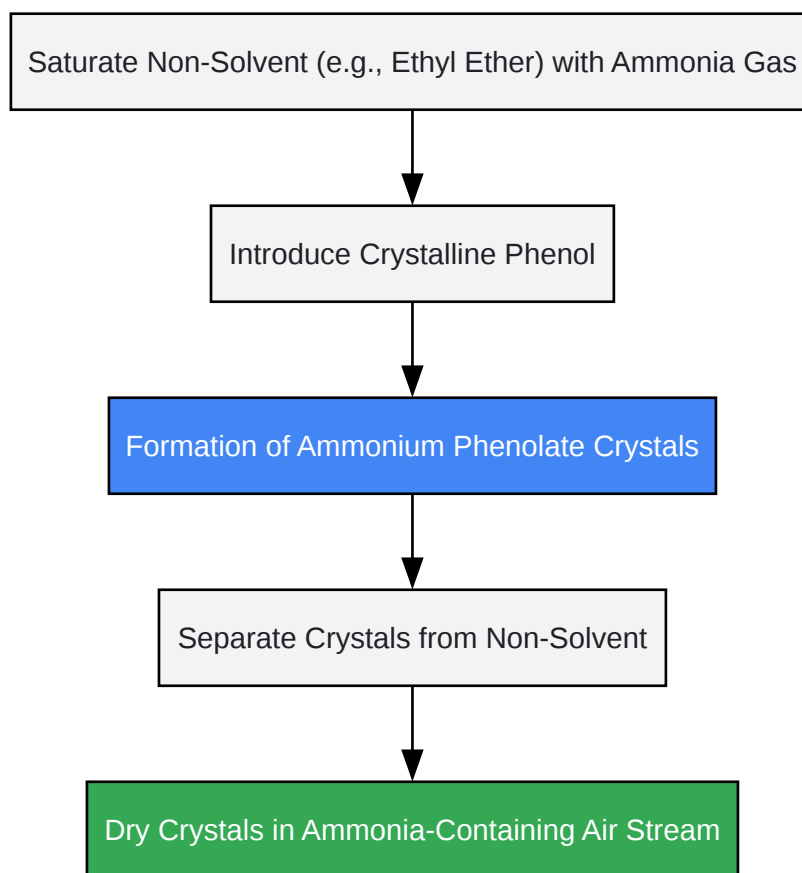 Saturate Non-Solvent (e.g., Ethyl Ether) with Ammonia Gas
Introduce Crystalline Phenol
Formation of Ammonium Phenolate Crystals
Separate Crystals from Non-Solvent
Dry Crystals in Ammonia-Containing Air Stream